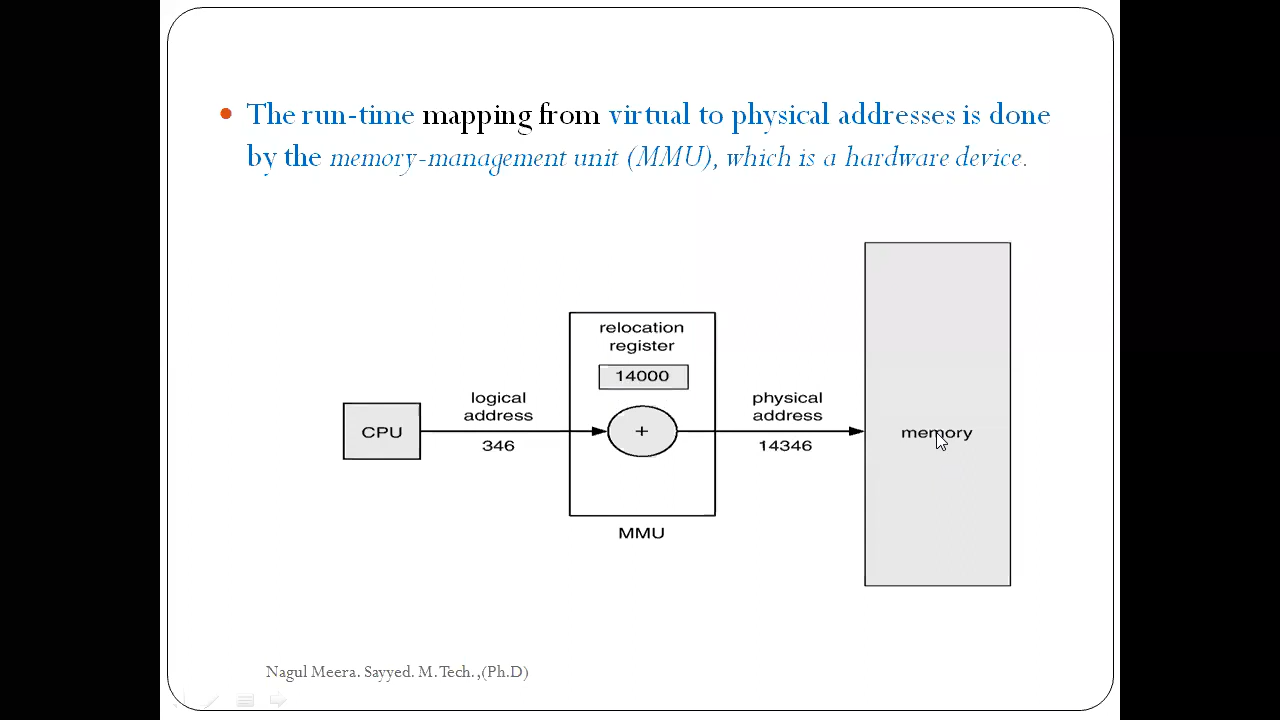 The run-time mapping from virtual to physical addresses is done
by the memory-management unit (MMU), which is a hardware device.
relocation
register
14000
logical
address
346
CPU
+
physical
address
14346
memory
MMU
Nagul Meera. Sayyed. M.Tech.,(Ph.D)